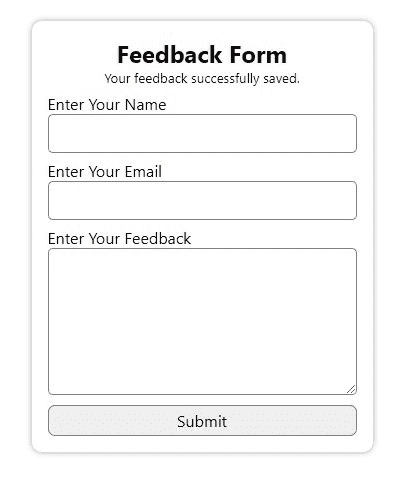 Feedback Form
Your feedback successfully saved.
Enter Your Name
Enter Your Email
Enter Your Feedback
Submit